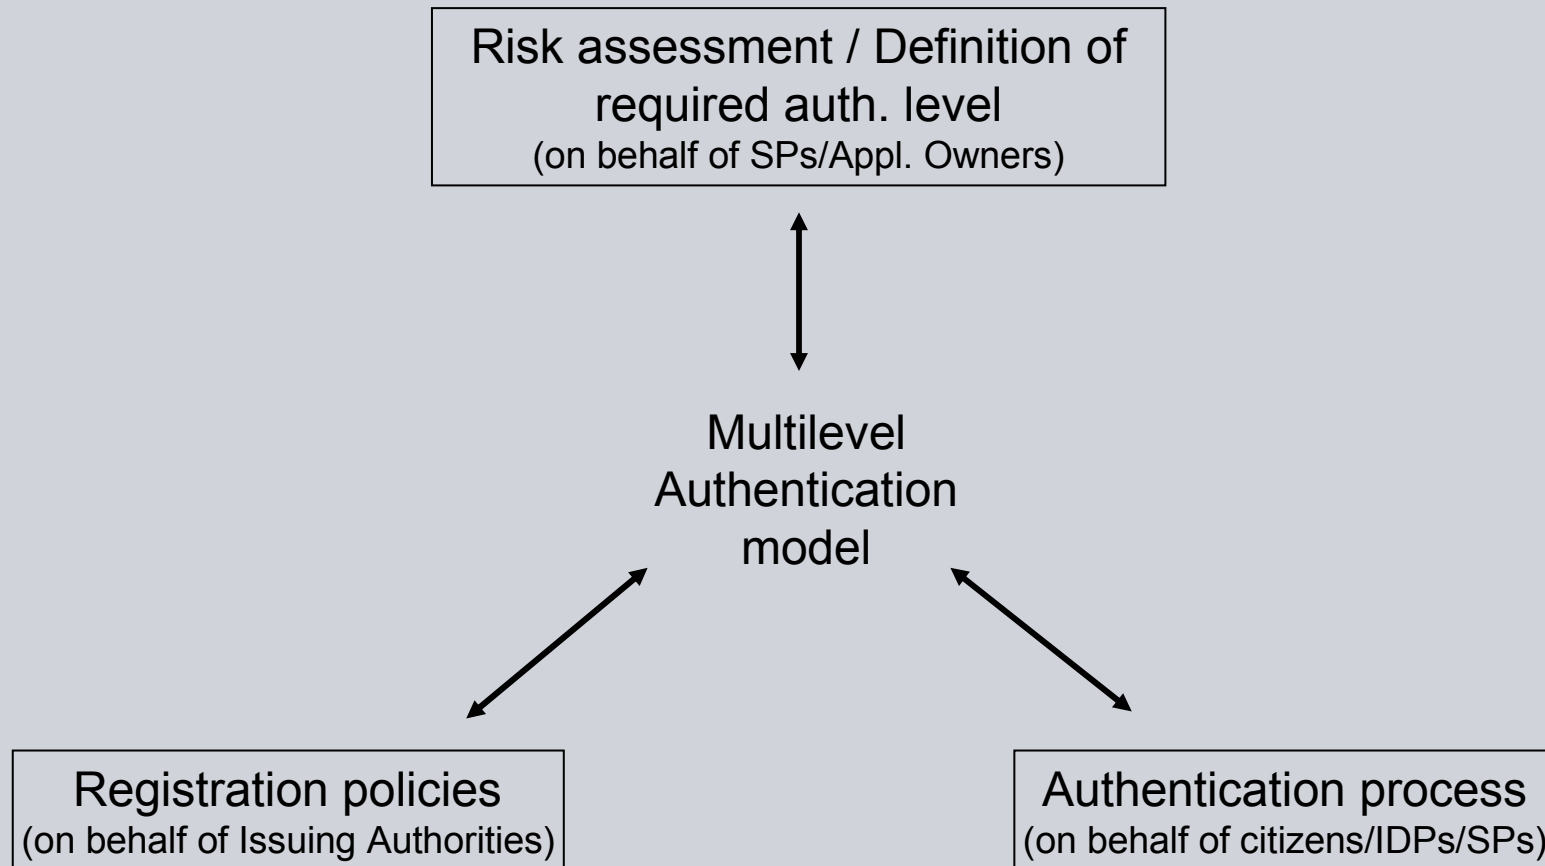 Risk assessment / Definition of
required auth. level
(on behalf of SPs/Appl. Owners)
Multilevel
Authentication
model
Registration policies
(on behalf of Issuing Authorities)
Authentication process
(on behalf of citizens/IDPs/SPs)